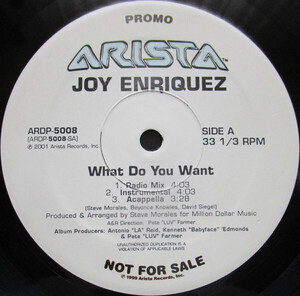 PROMO
ARISTA™
JOY ENRIQUEZ
ARDP-5008
(ARDP-5008-SA)
℗ 2001 Arista Records, Inc.
SIDE A
33 1/3 RPM
What Do You Want
1. Radio Mix 4:03
2. Instrumental 4:03
3. Acappella 3:28
(Steve Morales, Beyonce Knowles, David Siegel)
Produced & Arranged by Steve Morales for Million Dollar Music
A&R Direction: Pete "LUV" Farmer
Album Producers: Antonio "LA" Reid, Kenneth "Babyface" Edmonds
& Pete "LUV" Farmer
UNAUTHORIZED DUPLICATION IS A
VIOLATION OF APPLICABLE LAWS
NOT FOR SALE
© 1999 Arista Records, Inc.